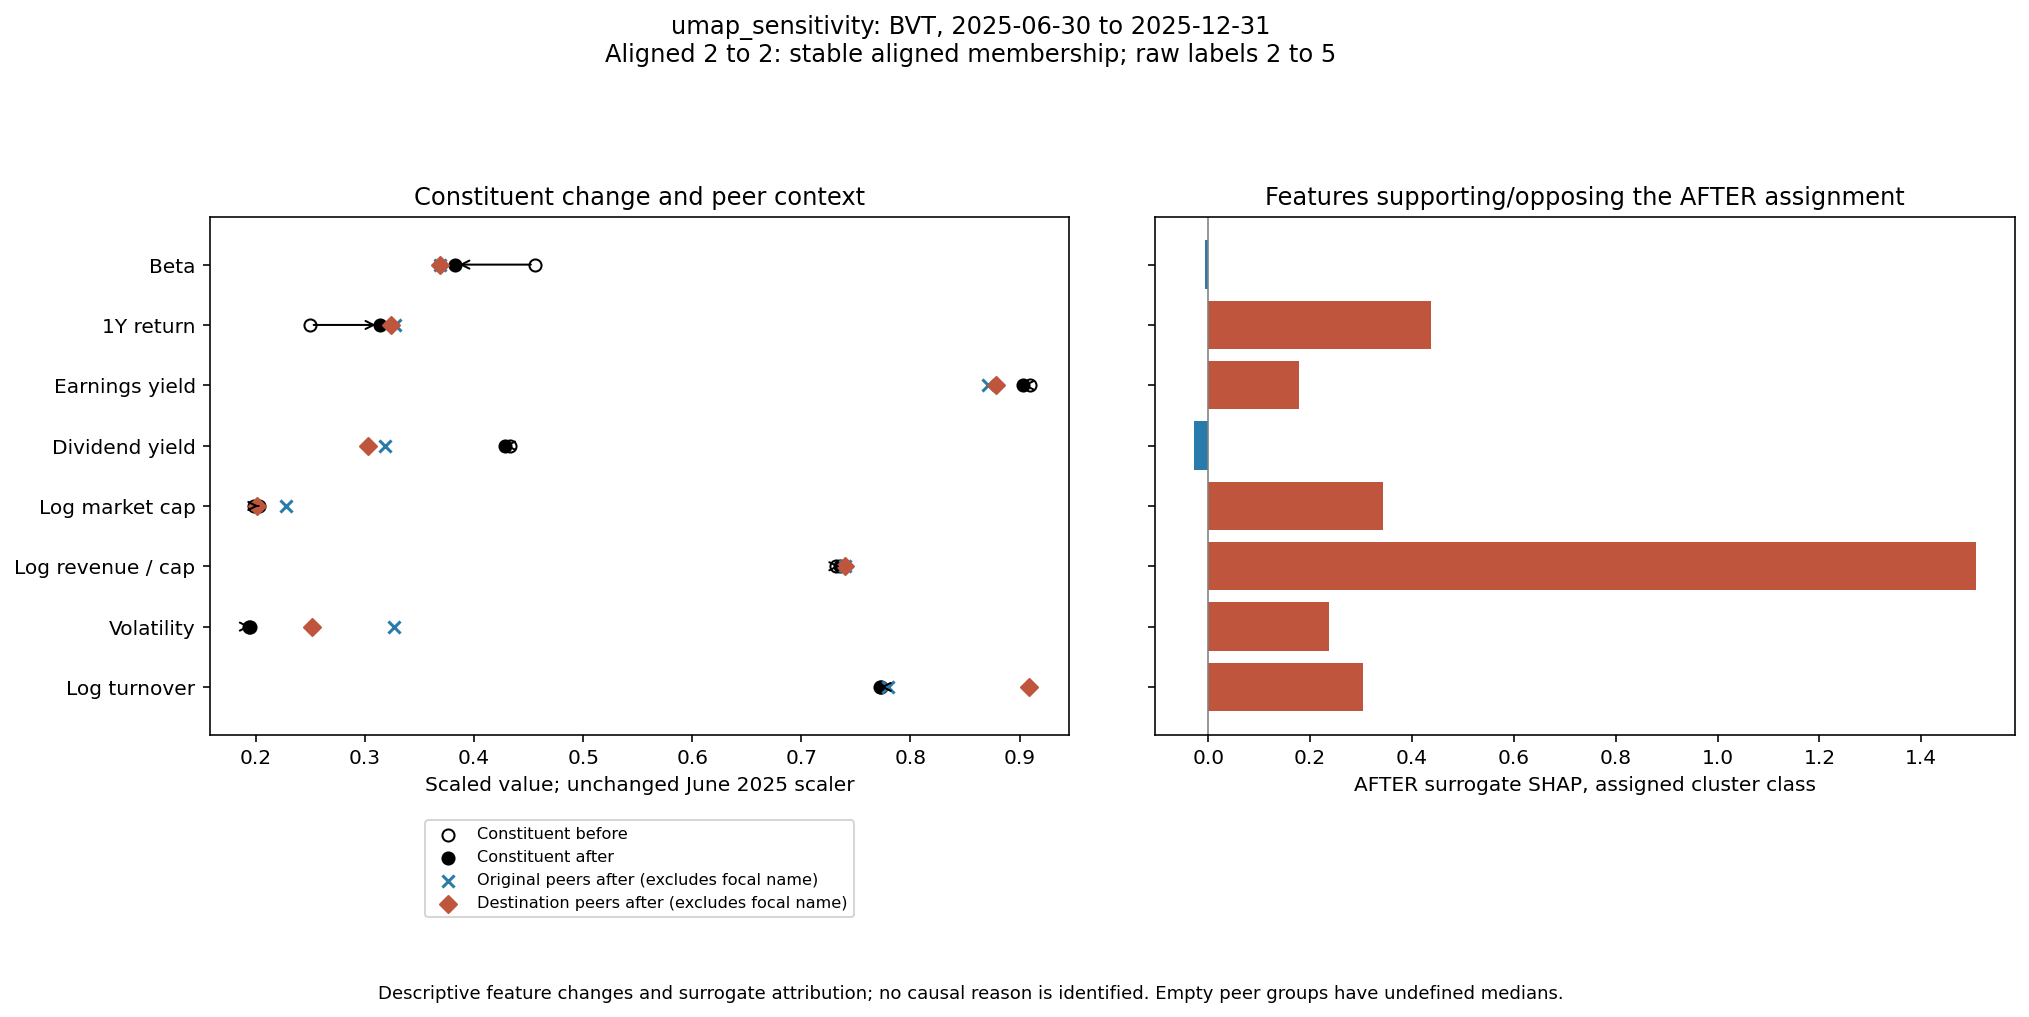 umap_sensitivity: BVT, 2025-06-30 to 2025-12-31
Aligned 2 to 2: stable aligned membership; raw labels 2 to 5
Constituent change and peer context
Beta
1Y return
Earnings yield
Dividend yield
Log market cap
Log revenue / cap
Volatility
Log turnover
0.2 0.3 0.4 0.5 0.6 0.7 0.8 0.9
Scaled value; unchanged June 2025 scaler
Constituent before
Constituent after
Original peers after (excludes focal name)
Destination peers after (excludes focal name)
Features supporting/opposing the AFTER assignment
0.0 0.2 0.4 0.6 0.8 1.0 1.2 1.4
AFTER surrogate SHAP, assigned cluster class
Descriptive feature changes and surrogate attribution; no causal reason is identified. Empty peer groups have undefined medians.